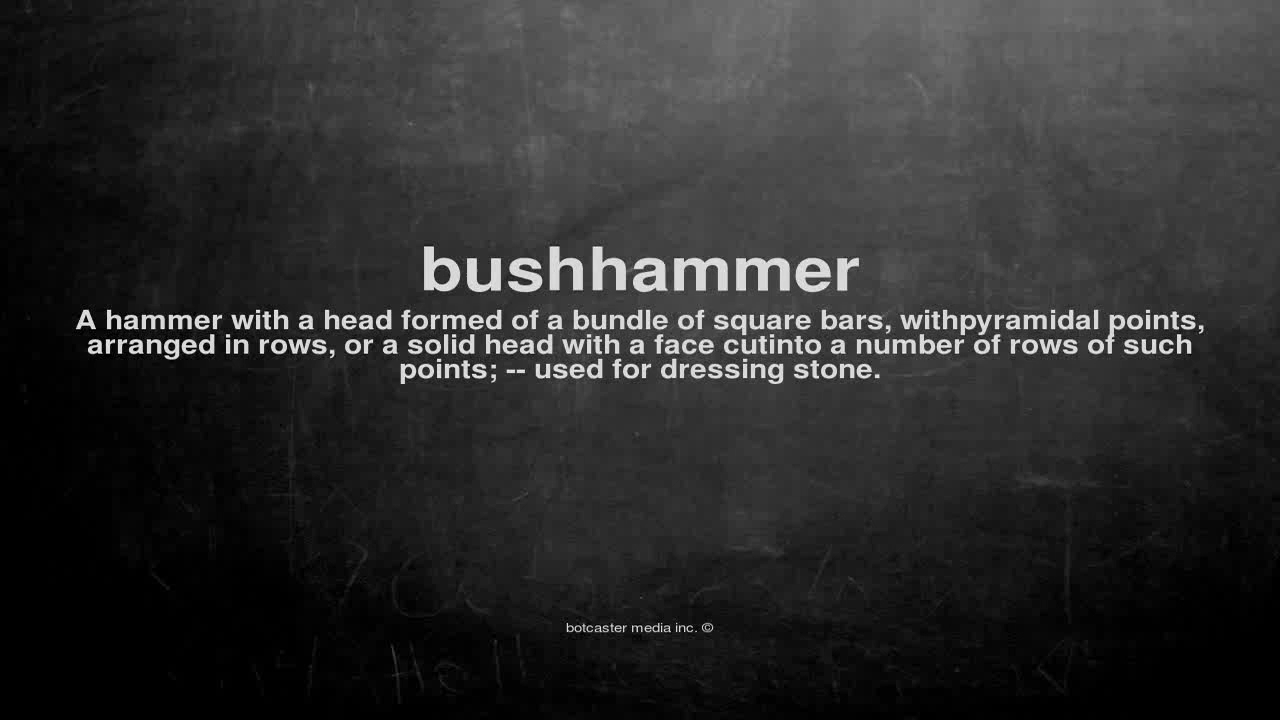 bushhammer
A hammer with a head formed of a bundle of square bars, withpyramidal points,
arranged in rows, or a solid head with a face cutinto a number of rows of such
points; -- used for dressing stone.
botcaster media inc. ©